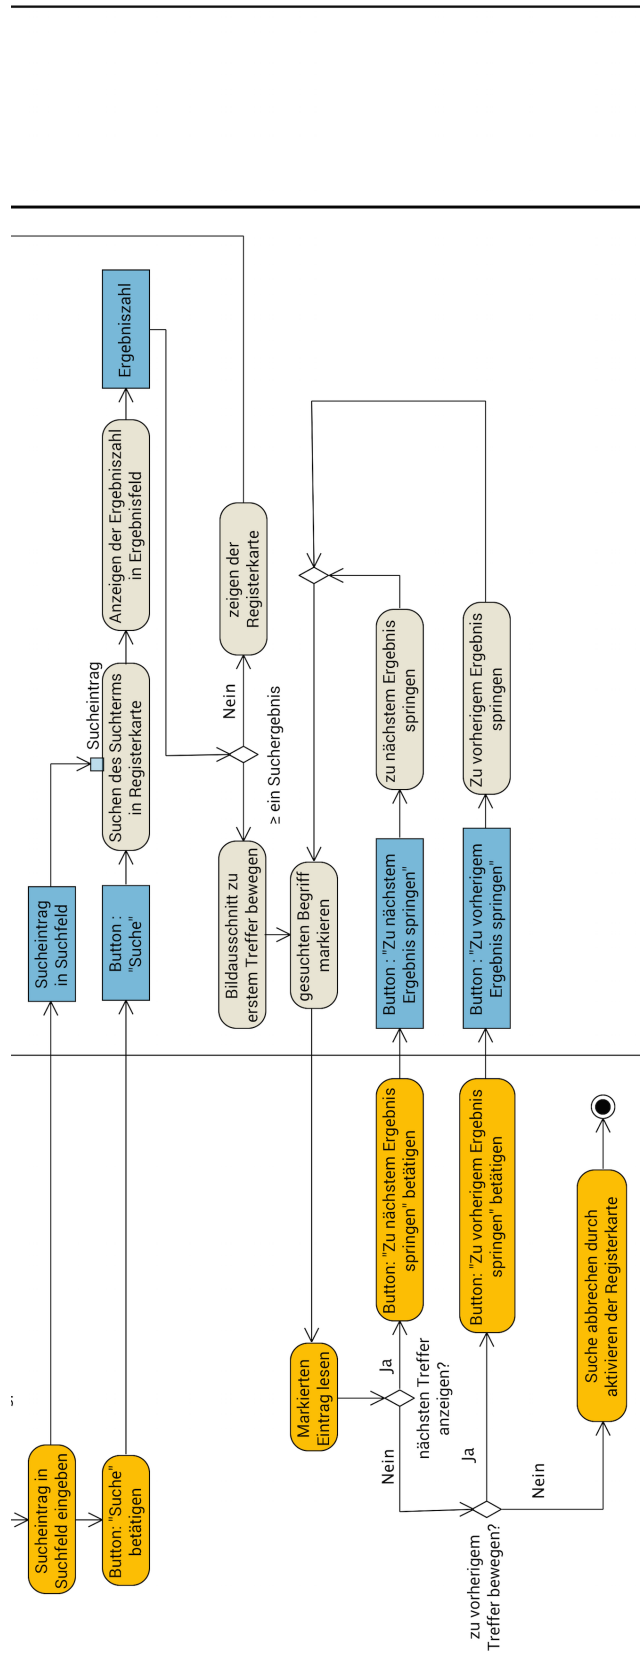 Sucheintrag in
Suchfeld eingeben
Sucheintrag
in Suchfeld
Button: "Suche"
betätigen
Button :
"Suche"
Sucheintrag
Suchen des Suchterms
in Registerkarte
Anzeigen der Ergebniszahl
in Ergebnisfeld
Ergebniszahl
Bildausschnitt zu
erstem Treffer bewegen
≥ ein Suchergebnis
Nein
zeigen der
Registerkarte
Markierten
Eintrag lesen
gesuchten Begriff
markieren
Nein
Ja
nächsten Treffer
anzeigen?
Button: "Zu nächstem Ergebnis
springen" betätigen
Button : "Zu nächstem
Ergebnis springen"
zu nächstem Ergebnis
springen
zu vorherigem
Treffer bewegen?
Ja
Nein
Button: "Zu vorherigem Ergebnis
springen" betätigen
Button : "Zu vorherigem
Ergebnis springen"
Zu vorherigem Ergebnis
springen
Suche abbrechen durch
aktivieren der Registerkarte